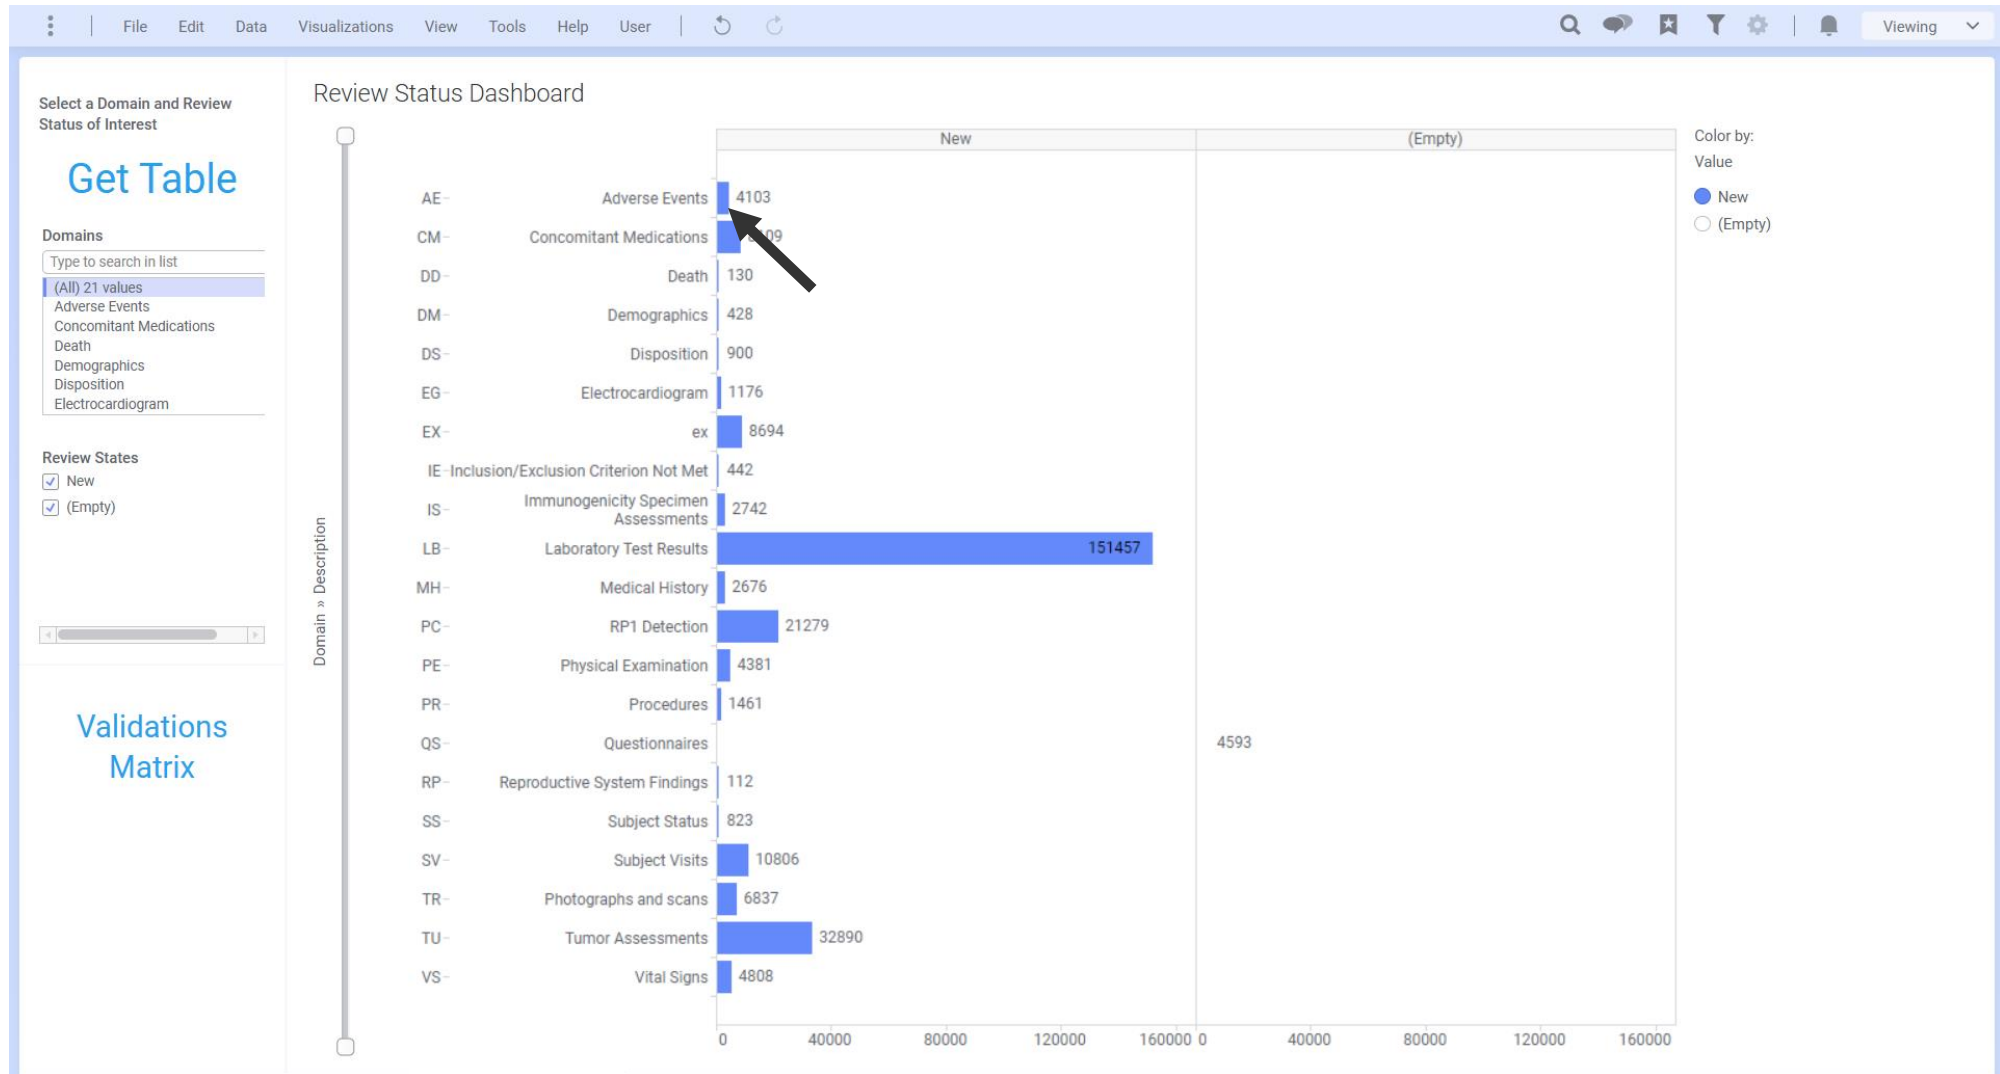 File Edit Data Visualizations View Tools Help User Viewing
Select a Domain and Review
Status of Interest
Get Table
Domains
Type to search in list
(All) 21 values
Adverse Events
Concomitant Medications
Death
Demographics
Disposition
Electrocardiogram
Review States
New
(Empty)
Validations
Matrix
Review Status Dashboard
New (Empty)
Domain » Description
AE Adverse Events 4103
CM Concomitant Medications
DD Death 130
DM Demographics 428
DS Disposition 900
EG Electrocardiogram 1176
EX ex 8694
IE Inclusion/Exclusion Criterion Not Met 442
IS Immunogenicity Specimen
Assessments 2742
LB Laboratory Test Results 151457
MH Medical History 2676
PC RP1 Detection 21279
PE Physical Examination 4381
PR Procedures 1461
QS Questionnaires 4593
RP Reproductive System Findings 112
SS Subject Status 823
SV Subject Visits 10806
TR Photographs and scans 6837
TU Tumor Assessments 32890
VS Vital Signs 4808
0 40000 80000 120000 160000 0 40000 80000 120000 160000
Color by:
Value
New
(Empty)